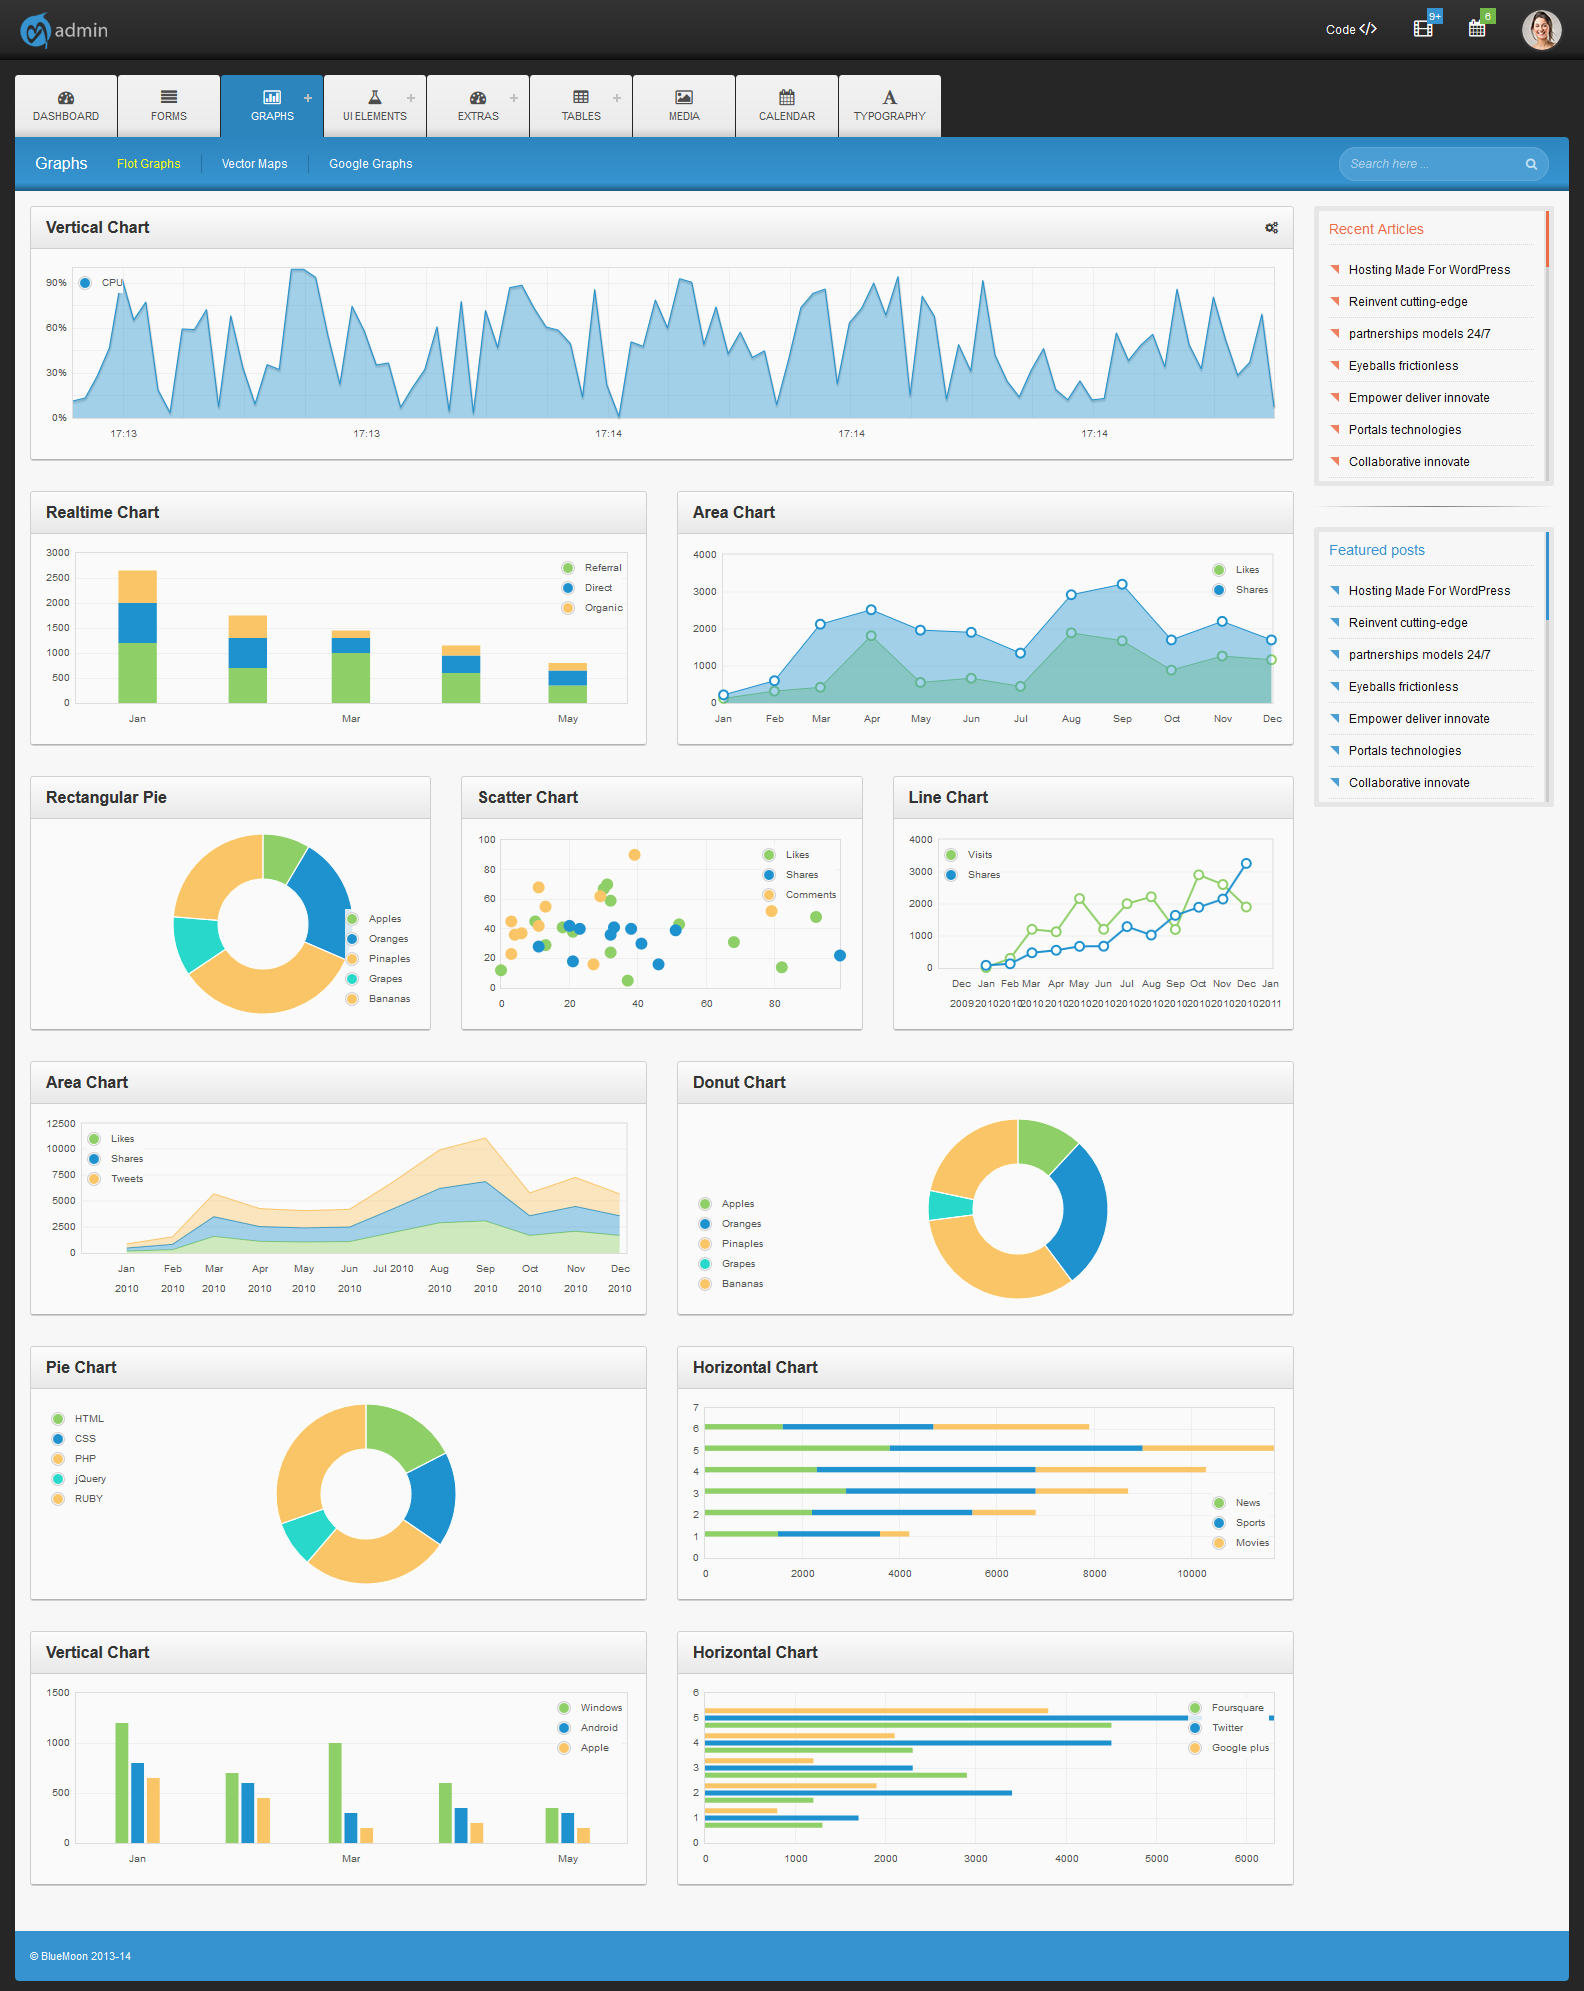 admin
Code </>
9+
6
DASHBOARD
FORMS
GRAPHS
UI ELEMENTS
EXTRAS
TABLES
MEDIA
CALENDAR
TYPOGRAPHY
Graphs
Flot Graphs
Vector Maps
Google Graphs
Search here ...
Vertical Chart
CPU
90%
60%
30%
0%
17:13 17:13 17:14 17:14 17:14
Recent Articles
Hosting Made For WordPress
Reinvent cutting-edge
partnerships models 24/7
Eyeballs frictionless
Empower deliver innovate
Portals technologies
Collaborative innovate
Realtime Chart
3000
2500
2000
1500
1000
500
0
Referral
Direct
Organic
Jan Mar May
Area Chart
4000
3000
2000
1000
0
Likes
Shares
Jan Feb Mar Apr May Jun Jul Aug Sep Oct Nov Dec
Featured posts
Hosting Made For WordPress
Reinvent cutting-edge
partnerships models 24/7
Eyeballs frictionless
Empower deliver innovate
Portals technologies
Collaborative innovate
Rectangular Pie
Apples
Oranges
Pinaples
Grapes
Bananas
Scatter Chart
100
80
60
40
20
0
Likes
Shares
Comments
0 20 40 60 80
Line Chart
4000
3000
2000
1000
0
Visits
Shares
Dec Jan Feb Mar Apr May Jun Jul Aug Sep Oct Nov Dec Jan
2009 2010 2010 2010 2010 2010 2010 2010 2010 2010 2010 2010 2010 2011
Area Chart
12500
10000
7500
5000
2500
0
Likes
Shares
Tweets
Jan Feb Mar Apr May Jun Jul 2010 Aug Sep Oct Nov Dec
2010 2010 2010 2010 2010 2010 2010 2010 2010 2010 2010
Donut Chart
Apples
Oranges
Pinaples
Grapes
Bananas
Pie Chart
HTML
CSS
PHP
jQuery
RUBY
Horizontal Chart
7
6
5
4
3
2
1
0
News
Sports
Movies
0 2000 4000 6000 8000 10000
Vertical Chart
1500
1000
500
0
Windows
Android
Apple
Jan Mar May
Horizontal Chart
6
5
4
3
2
1
0
Foursquare
Twitter
Google plus
0 1000 2000 3000 4000 5000 6000
© BlueMoon 2013-14